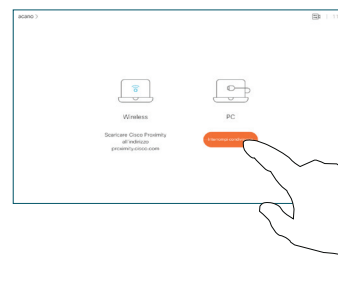 acano >
Wireless
PC
Scaricare Cisco Proximity
all'indirizzo
proximity.cisco.com